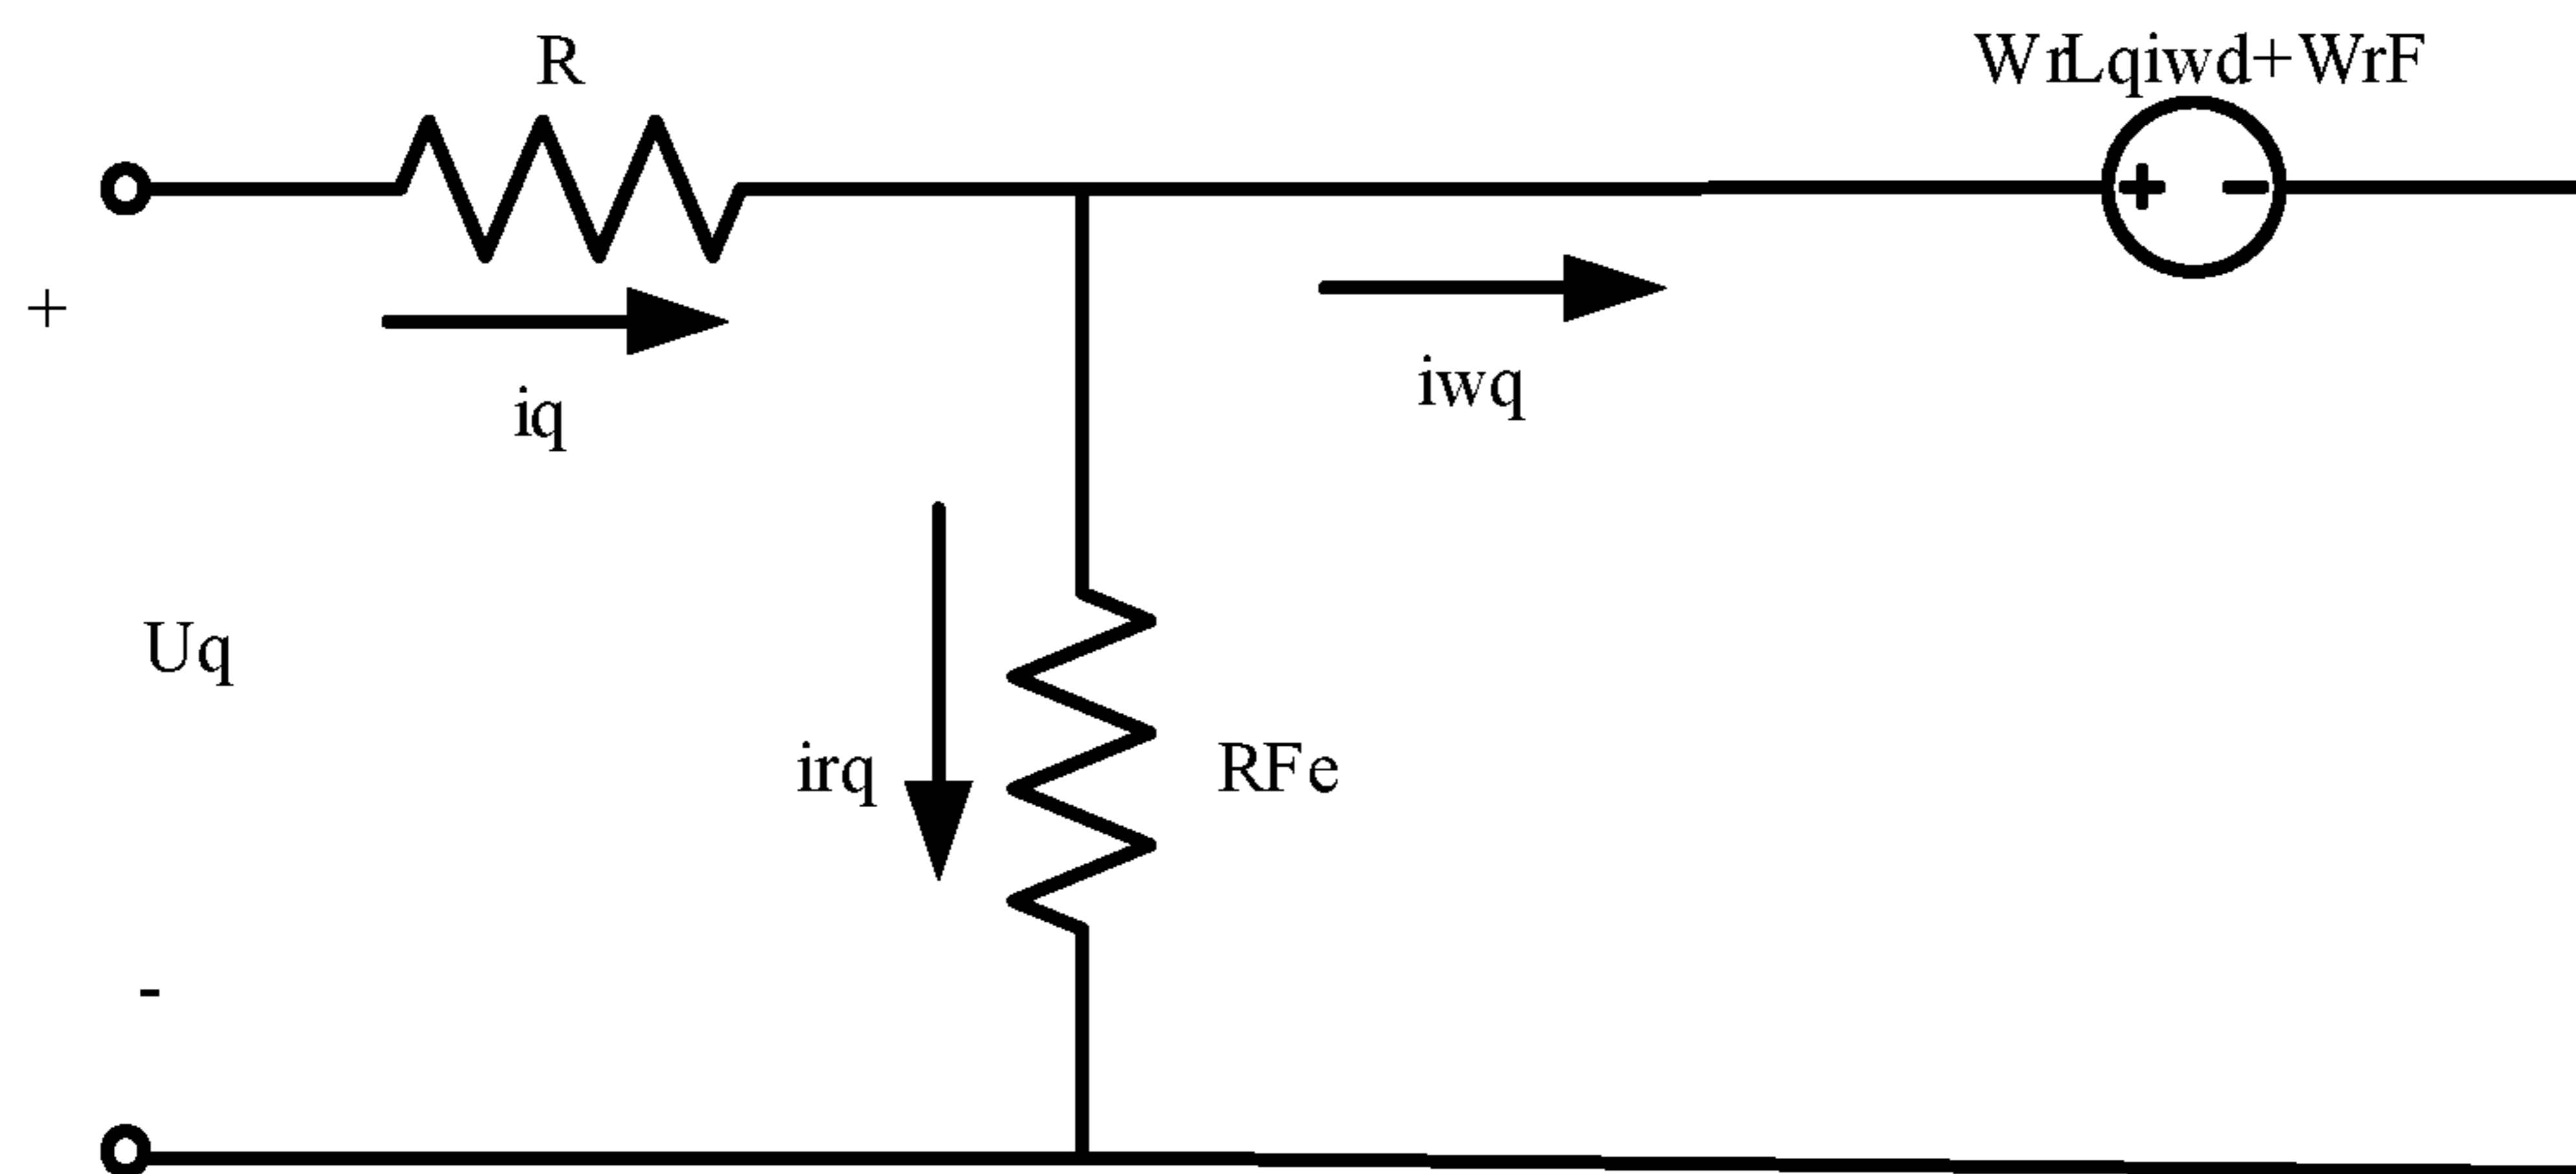 R
WrLqiwd+WrF
+
iq
iwq
Uq
irq
RFe
-
+ -